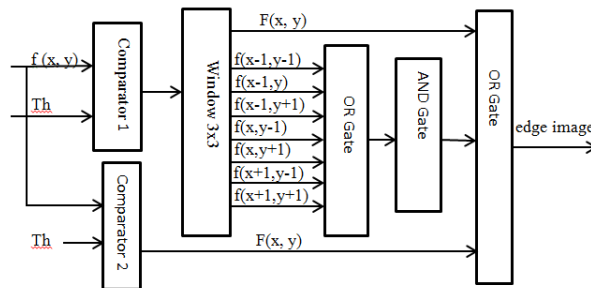 F(x, y)
f (x, y)
Th
Comparator 1
Window 3x3
f(x-1,y-1)
f(x-1,y)
f(x-1,y+1)
f(x,y-1)
f(x,y+1)
f(x+1,y-1)
f(x+1,y+1)
OR Gate
AND Gate
OR Gate
edge image
Th
Comparator 2
F(x, y)